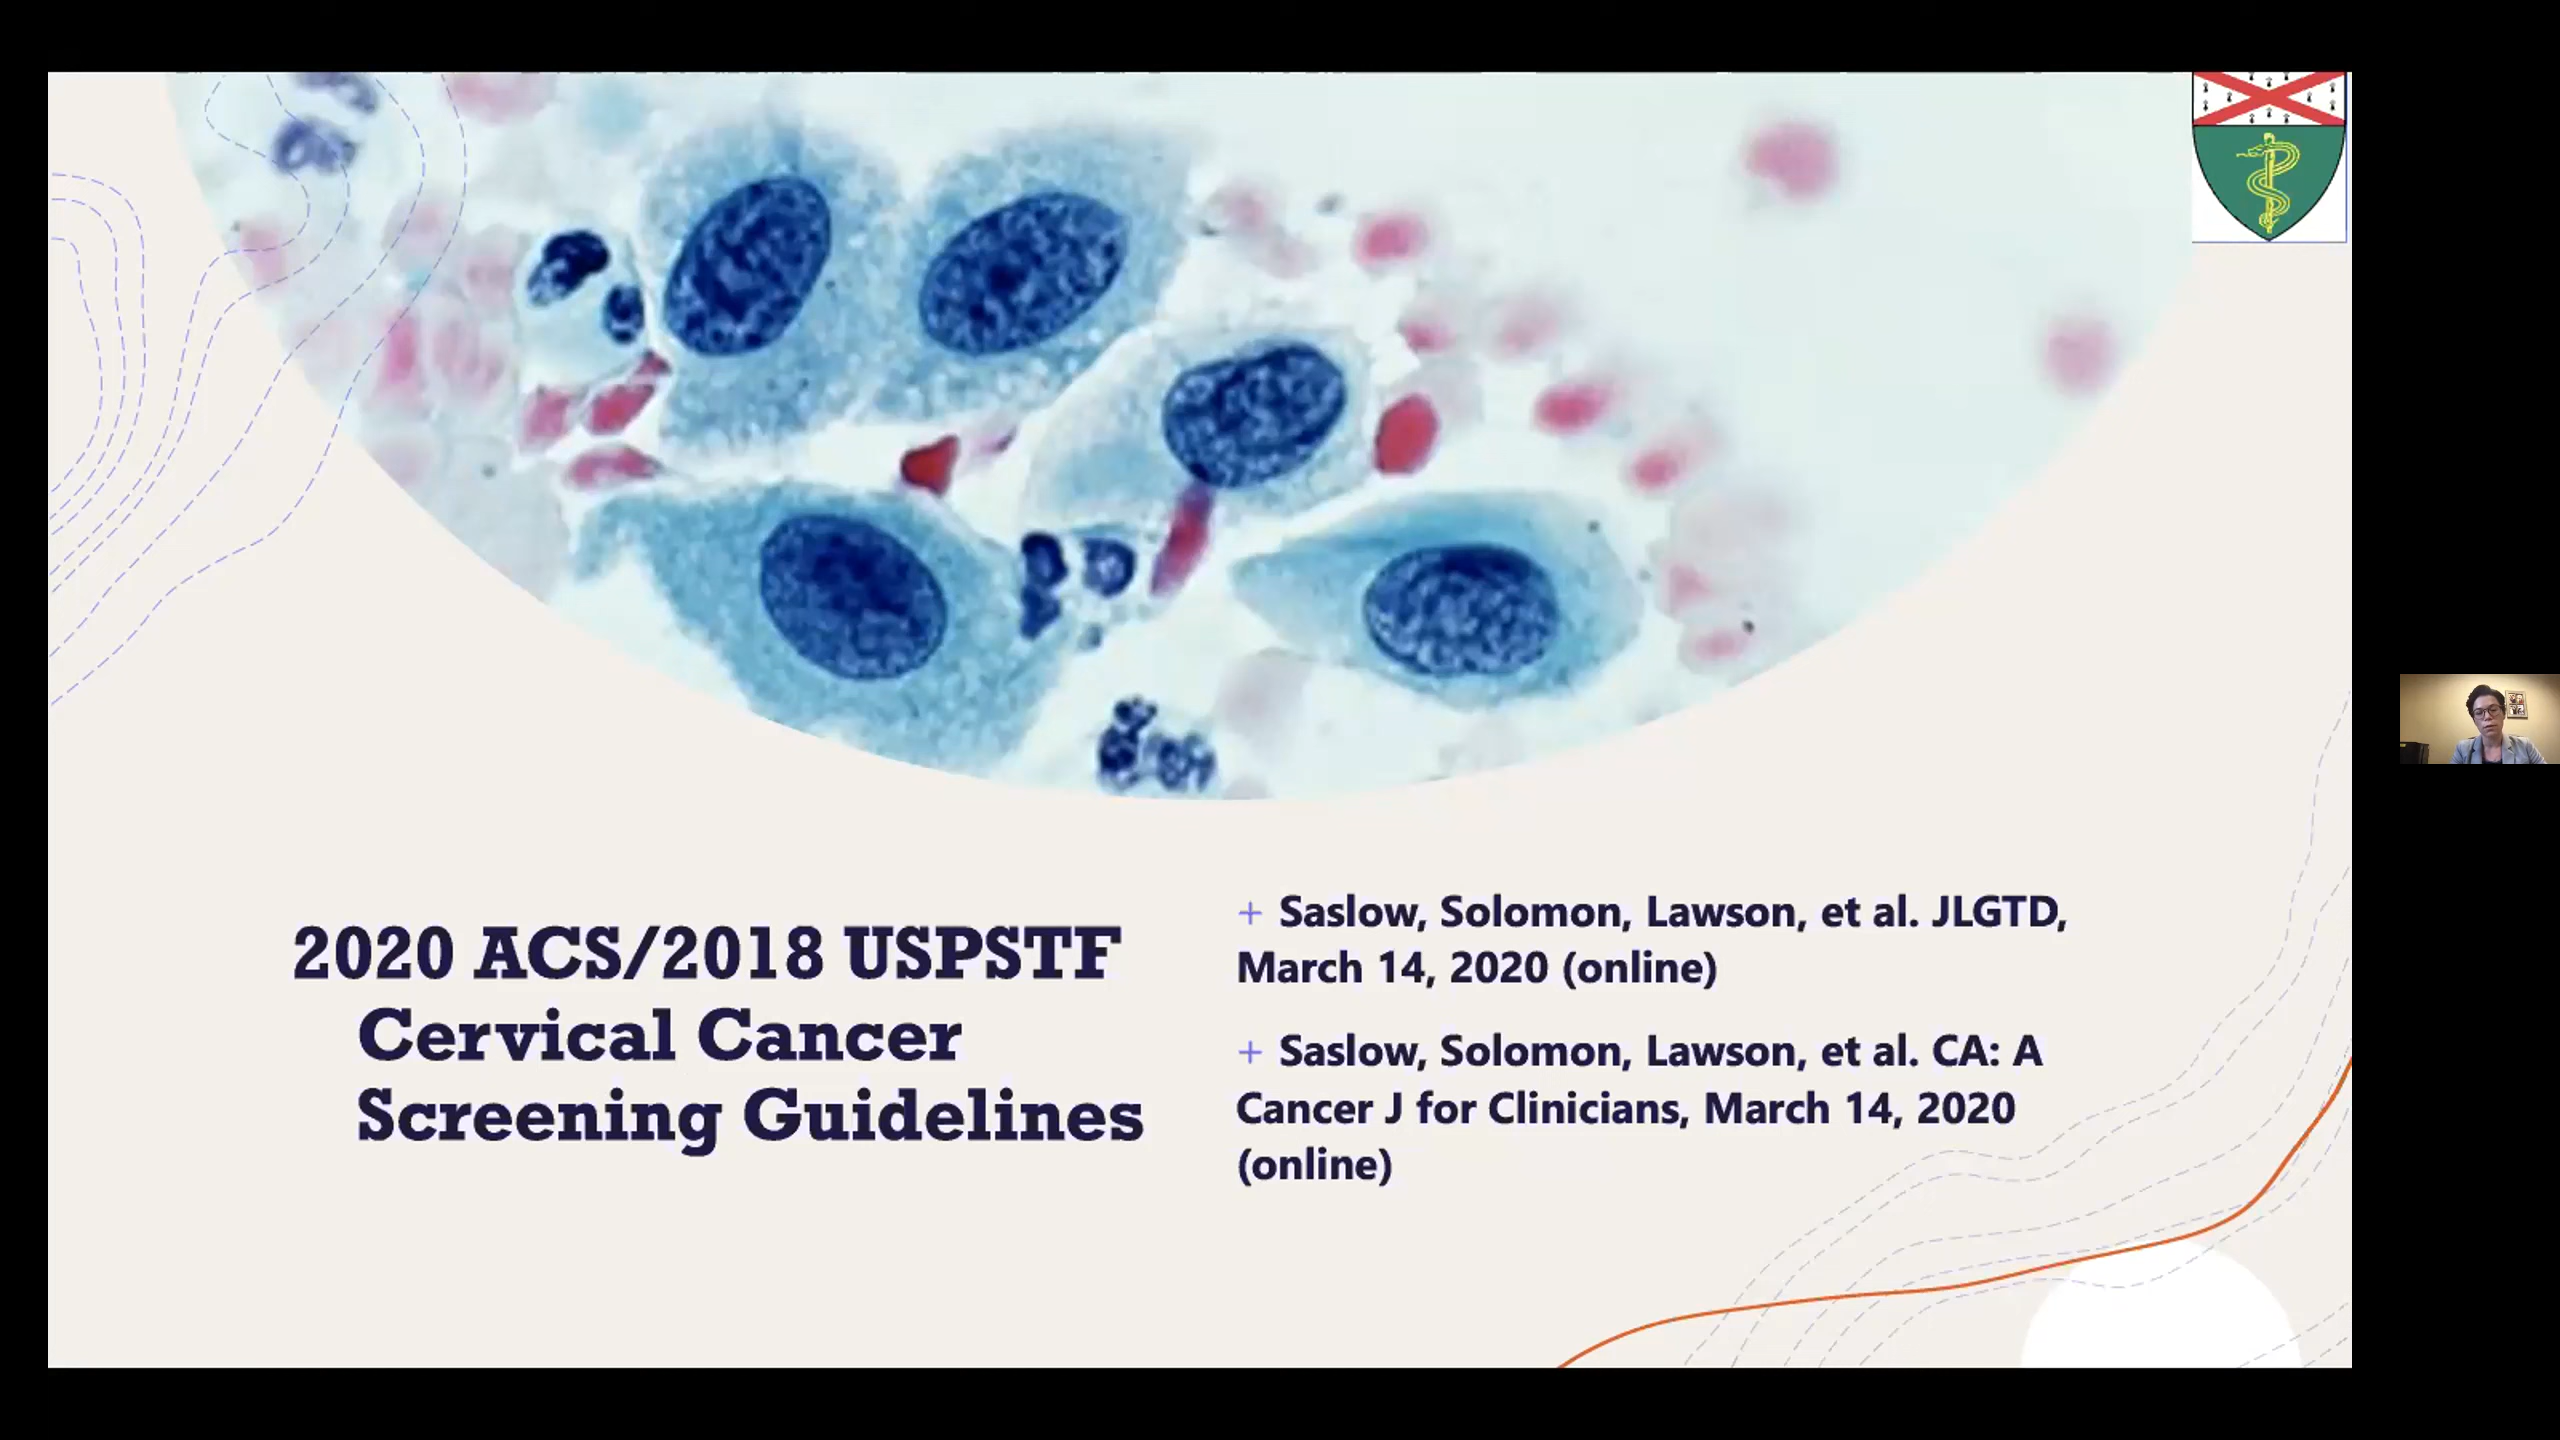 2020 ACS/2018 USPSTF
Cervical Cancer
Screening Guidelines
+ Saslow, Solomon, Lawson, et al. JLGTD,
March 14, 2020 (online)
+ Saslow, Solomon, Lawson, et al. CA: A
Cancer J for Clinicians, March 14, 2020
(online)